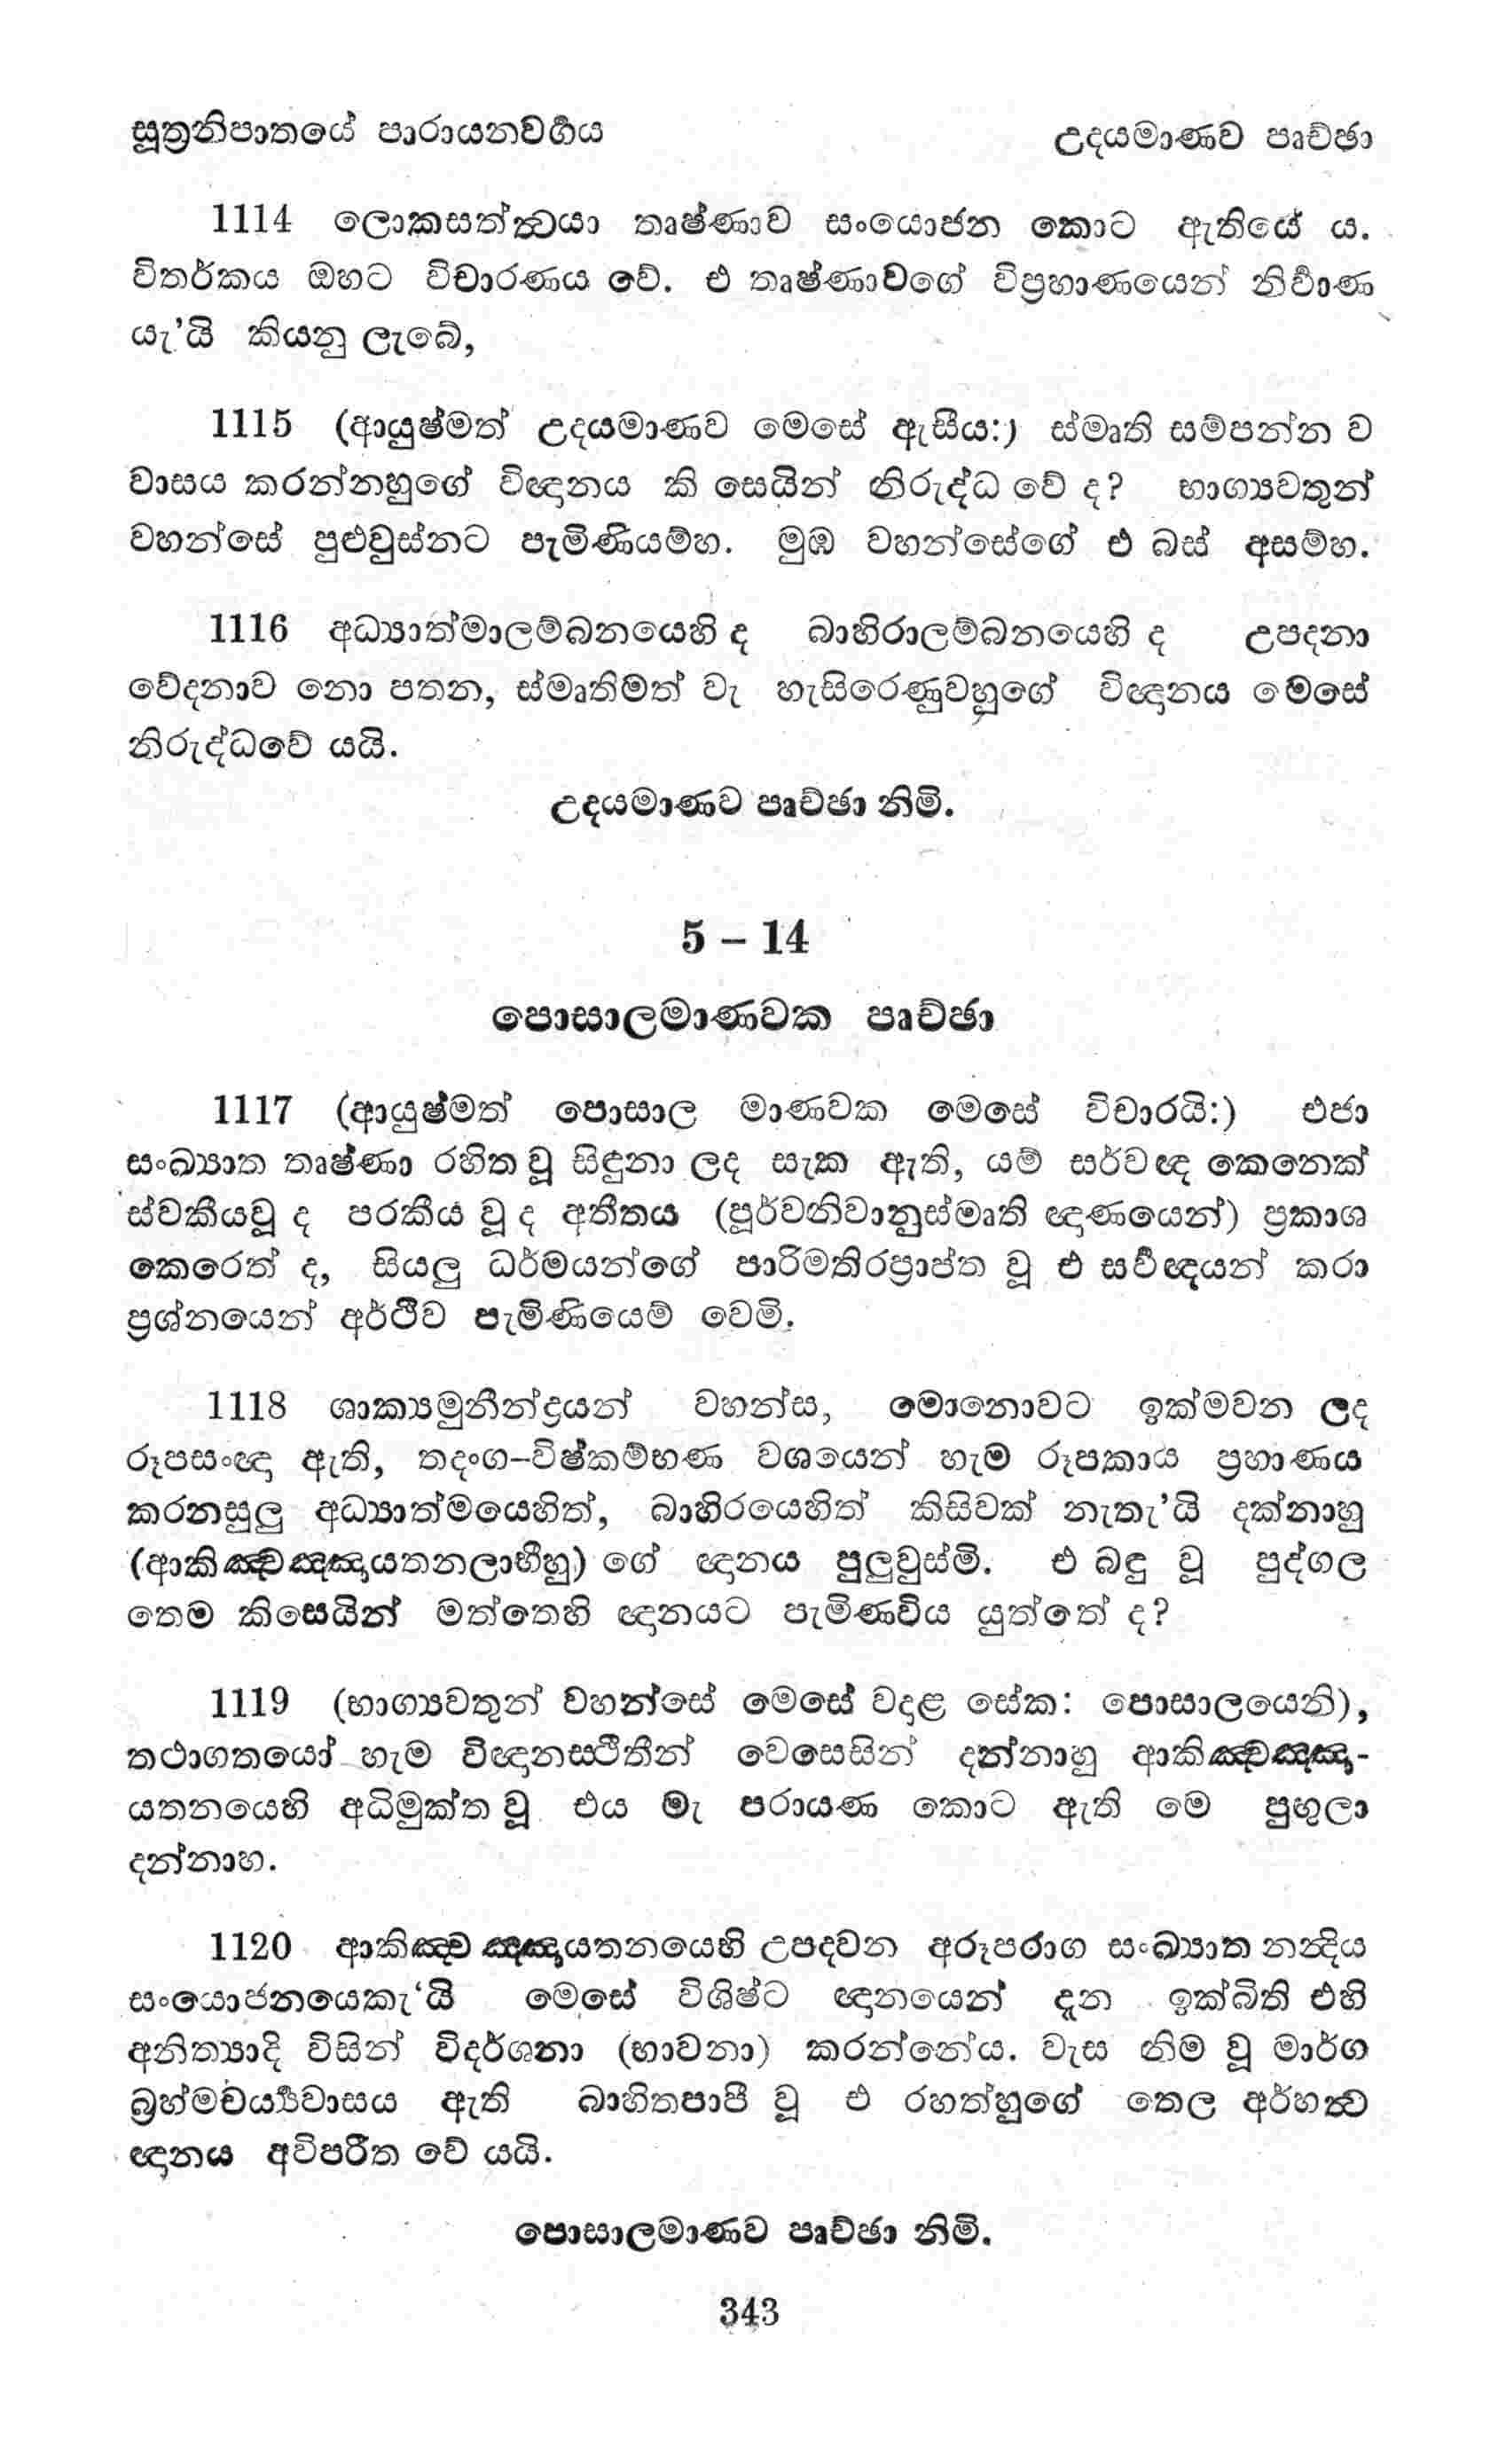 සූත්‍රනිපාතයේ පාරායනවර්‍ගය
උදයමාණව පෘච්ඡා
1114 ලොකසත්ත්‍වයා තෘෂ්ණාව සංයොජන කොට ඇතියේ ය.
විතර්කය ඔහට විචාරණය වේ. එ තෘෂ්ණාවගේ විප්‍රහාණයෙන් නිර්‍වාණ
යැ’යි කියනු ලැබේ,
1115 (ආයුෂ්මත් උදයමාණව මෙසේ ඇසීය:) ස්මෘති සම්පන්න ව
වාසය කරන්නහුගේ විඥානය කි සෙයින් නිරුද්ධ වේ ද? භාග්‍යවතුන්
වහන්සේ පුළුවුස්නට පැමිණියම්හ. මුඹ වහන්සේගේ එ බස් අසම්හ.
1116 අධ්‍යාත්මාලම්බනයෙහි ද බාහිරාලම්බනයෙහි ද උපදනා
වේදනාව නො පතන, ස්මෘතිමත් වැ හැසිරෙණුවහුගේ විඥානය මෙසේ
නිරුද්ධවේ යයි.
උදයමාණව පෘච්ඡා නිමි.
5 – 14
පොසාලමාණවක පෘච්ඡා
1117 (ආයුෂ්මත් පොසාල මාණවක මෙසේ විචාරයි:) එජා
සංඛ්‍යාත තෘෂ්ණා රහිත වූ සිඳුනා ලද සැක ඇති, යම් සර්වඥ කෙනෙක්
ස්වකීයවූ ද පරකීය වූ ද අතීතය (පූර්වනිවානුස්මෘති ඥාණයෙන්) ප්‍රකාශ
කෙරෙත් ද, සියලු ධර්මයන්ගේ පාරිමතිරප්‍රාප්ත වූ එ සර්‍වඥයන් කරා
ප්‍රශ්නයෙන් අර්ථීව පැමිණියෙම් වෙමි.
1118 ශාක්‍යමුනීන්ද්‍රයන් වහන්ස, මොනොවට ඉක්මවන ලද
රූපසංඥා ඇති, තදංග–විෂ්කම්භණ වශයෙන් හැම රූපකාය ප්‍රහාණය
කරනසුලු අධ්‍යාත්මයෙහිත්, බාහිරයෙහිත් කිසිවක් නැතැ’යි දක්නාහු
(ආකිඤ්චඤ්ඤායතනලාභීහු) ගේ ඥානය පුලුවුස්මි. එ බඳු වූ පුද්ගල
තෙම කිසෙයින් මත්තෙහි ඥානයට පැමිණවිය යුත්තේ ද?
1119 (භාග්‍යවතුන් වහන්සේ මෙසේ වදාළ සේක: පොසාලයෙනි),
තථාගතයෝ හැම විඥානස්ථිතීන් වෙසෙසින් දන්නාහු ආකිඤ්චඤ්ඤා-
යතනයෙහි අධිමුක්ත වූ එය මැ පරායණ කොට ඇති මෙ පුඟුලා
දන්නාහ.
1120 ආකිඤ්ච ඤ්ඤායතනයෙහි උපදවන අරූපරාග සංඛ්‍යාත නන්‍දිය
සංයොජනයෙකැ‘යි මෙසේ විශිෂ්ට ඥානයෙන් දැන ඉක්බිති එහි
අනිත්‍යාදි විසින් විදර්ශනා (භාවනා) කරන්නේය. වැස නිම වූ මාර්ග
බ්‍රහ්මචර්‍ය්‍යවාසය ඇති බාහිතපාපී වූ එ රහත්හුගේ තෙල අර්හත්‍ව
ඥානය අවිපරීත වේ යයි.
පොසාලමාණව පෘච්ඡා නිමි.
343